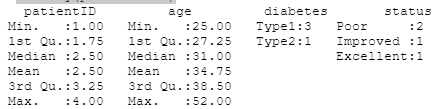 patientID age diabetes status
Min. :1.00 Min. :25.00 Type1:3 Poor :2
1st Qu.:1.75 1st Qu.:27.25 Type2:1 Improved :1
Median :2.50 Median :31.00 Excellent:1
Mean :2.50 Mean :34.75
3rd Qu.:3.25 3rd Qu.:38.50
Max. :4.00 Max. :52.00